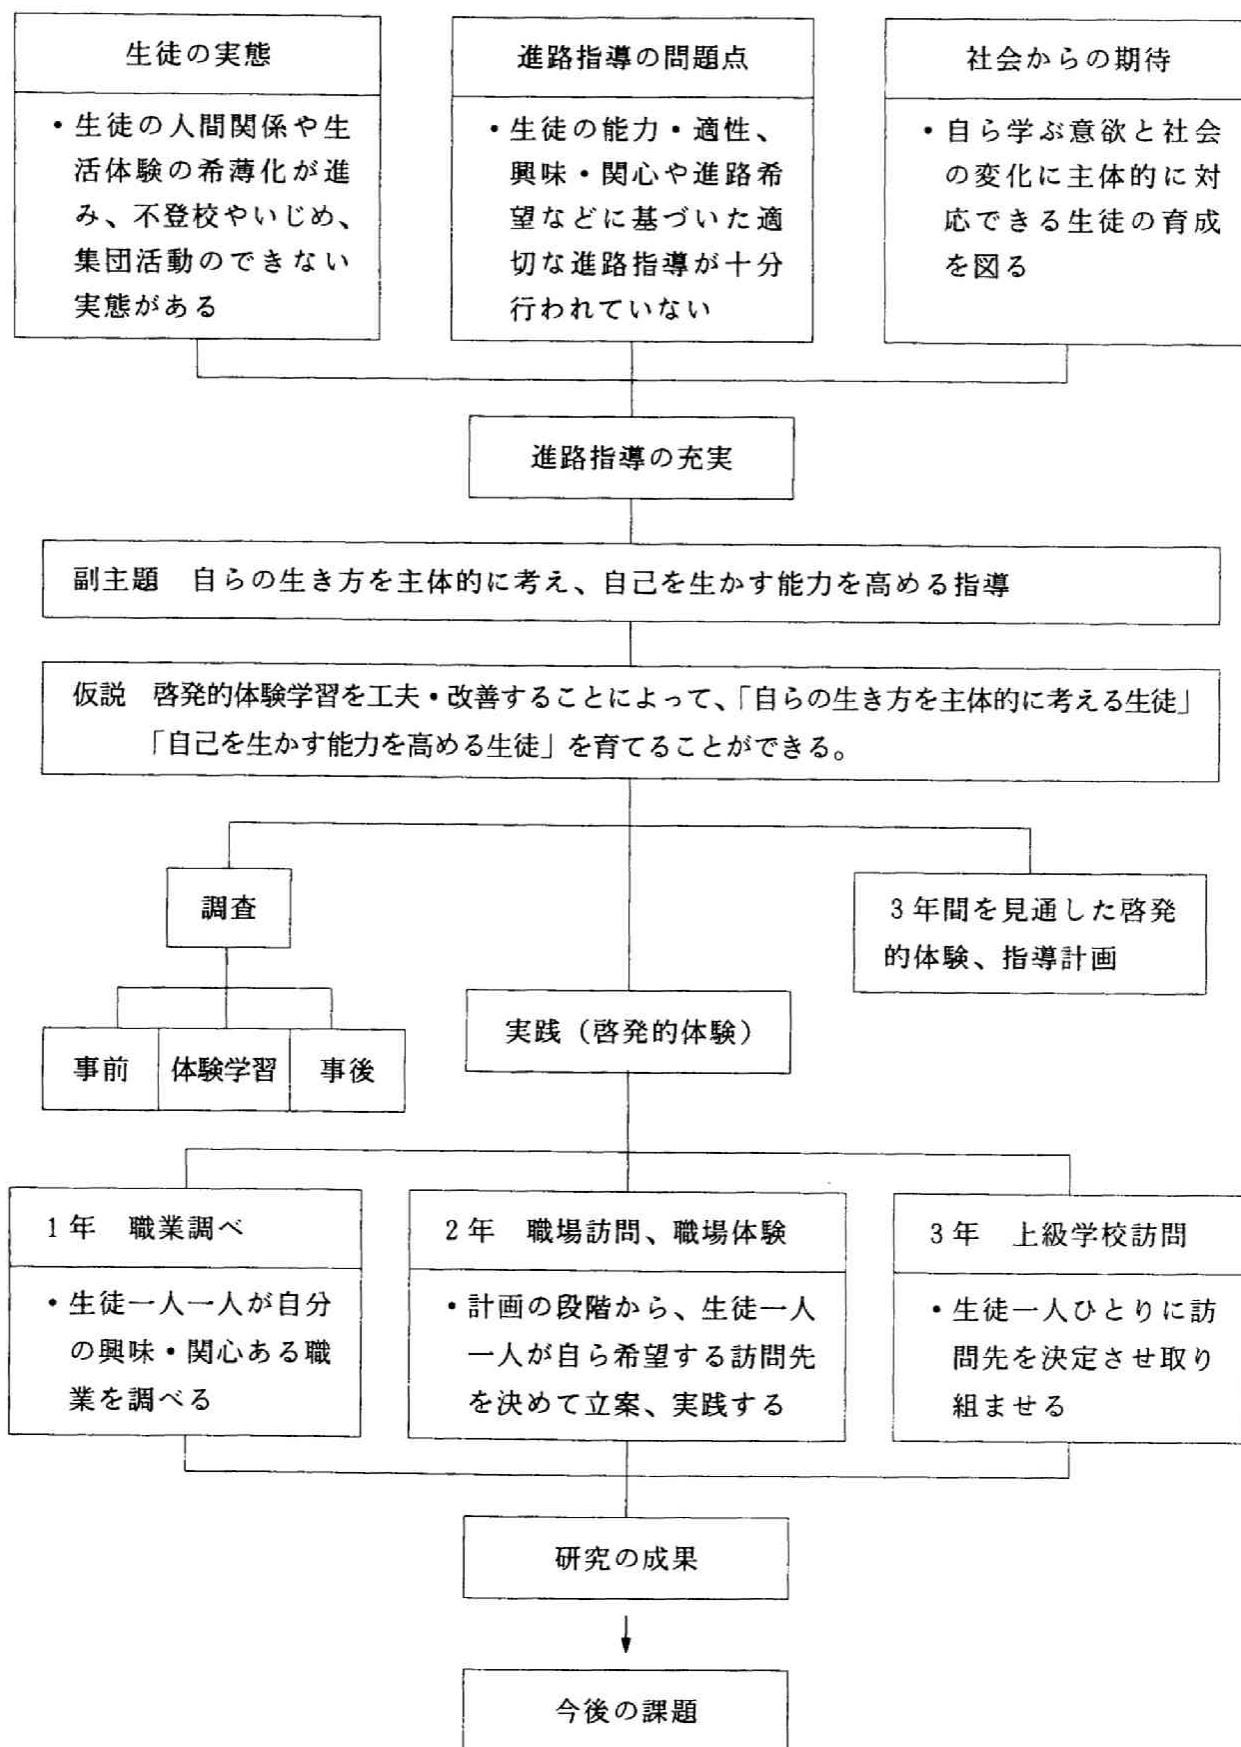 生徒の実態
・生徒の人間関係や生
活体験の希薄化が進
み、不登校やいじめ、
集団活動のできない
実態がある
進路指導の問題点
・生徒の能力・適性、
興味・関心や進路希
望などに基づいた適
切な進路指導が十分
行われていない
社会からの期待
・自ら学ぶ意欲と社会
の変化に主体的に対
応できる生徒の育成
を図る
進路指導の充実
副主題 自らの生き方を主体的に考え、自己を生かす能力を高める指導
仮説 啓発的体験学習を工夫・改善することによって、「自らの生き方を主体的に考える生徒」
「自己を生かす能力を高める生徒」を育てることができる。
調査
事前
体験学習
事後
3年間を見通した啓発
的体験、指導計画
実践（啓発的体験）
1年 職業調べ
・生徒一人一人が自分
の興味・関心ある職
業を調べる
2年 職場訪問、職場体験
・計画の段階から、生徒一人
一人が自ら希望する訪問先
を決めて立案、実践する
3年 上級学校訪問
・生徒一人ひとりに訪
問先を決定させ取り
組ませる
研究の成果
今後の課題